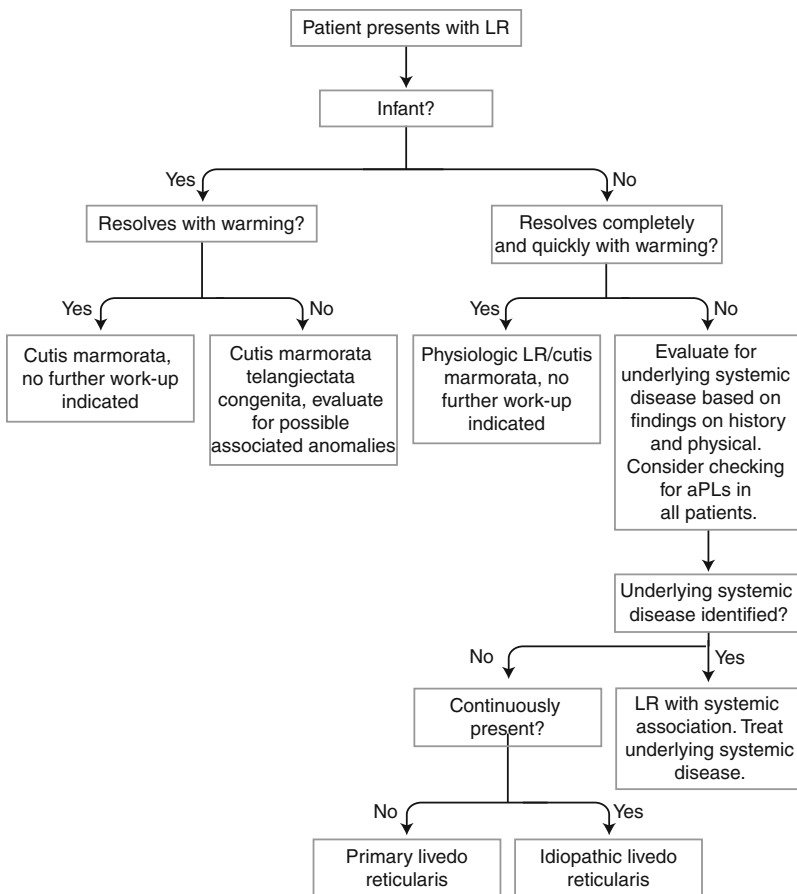 Patient presents with LR
Infant?
Yes
No
Resolves with warming?
Resolves completely
and quickly with warming?
Yes
No
Yes
No
Cutis marmorata,
no further work-up
indicated
Cutis marmorata
telangiectata
congenita, evaluate
for possible
associated anomalies
Physiologic LR/cutis
marmorata, no
further work-up
indicated
Evaluate for
underlying systemic
disease based on
findings on history
and physical.
Consider checking
for aPLs in
all patients.
Underlying systemic
disease identified?
No
Yes
Continuously
present?
LR with systemic
association. Treat
underlying systemic
disease.
No
Yes
Primary livedo
reticularis
Idiopathic livedo
reticularis